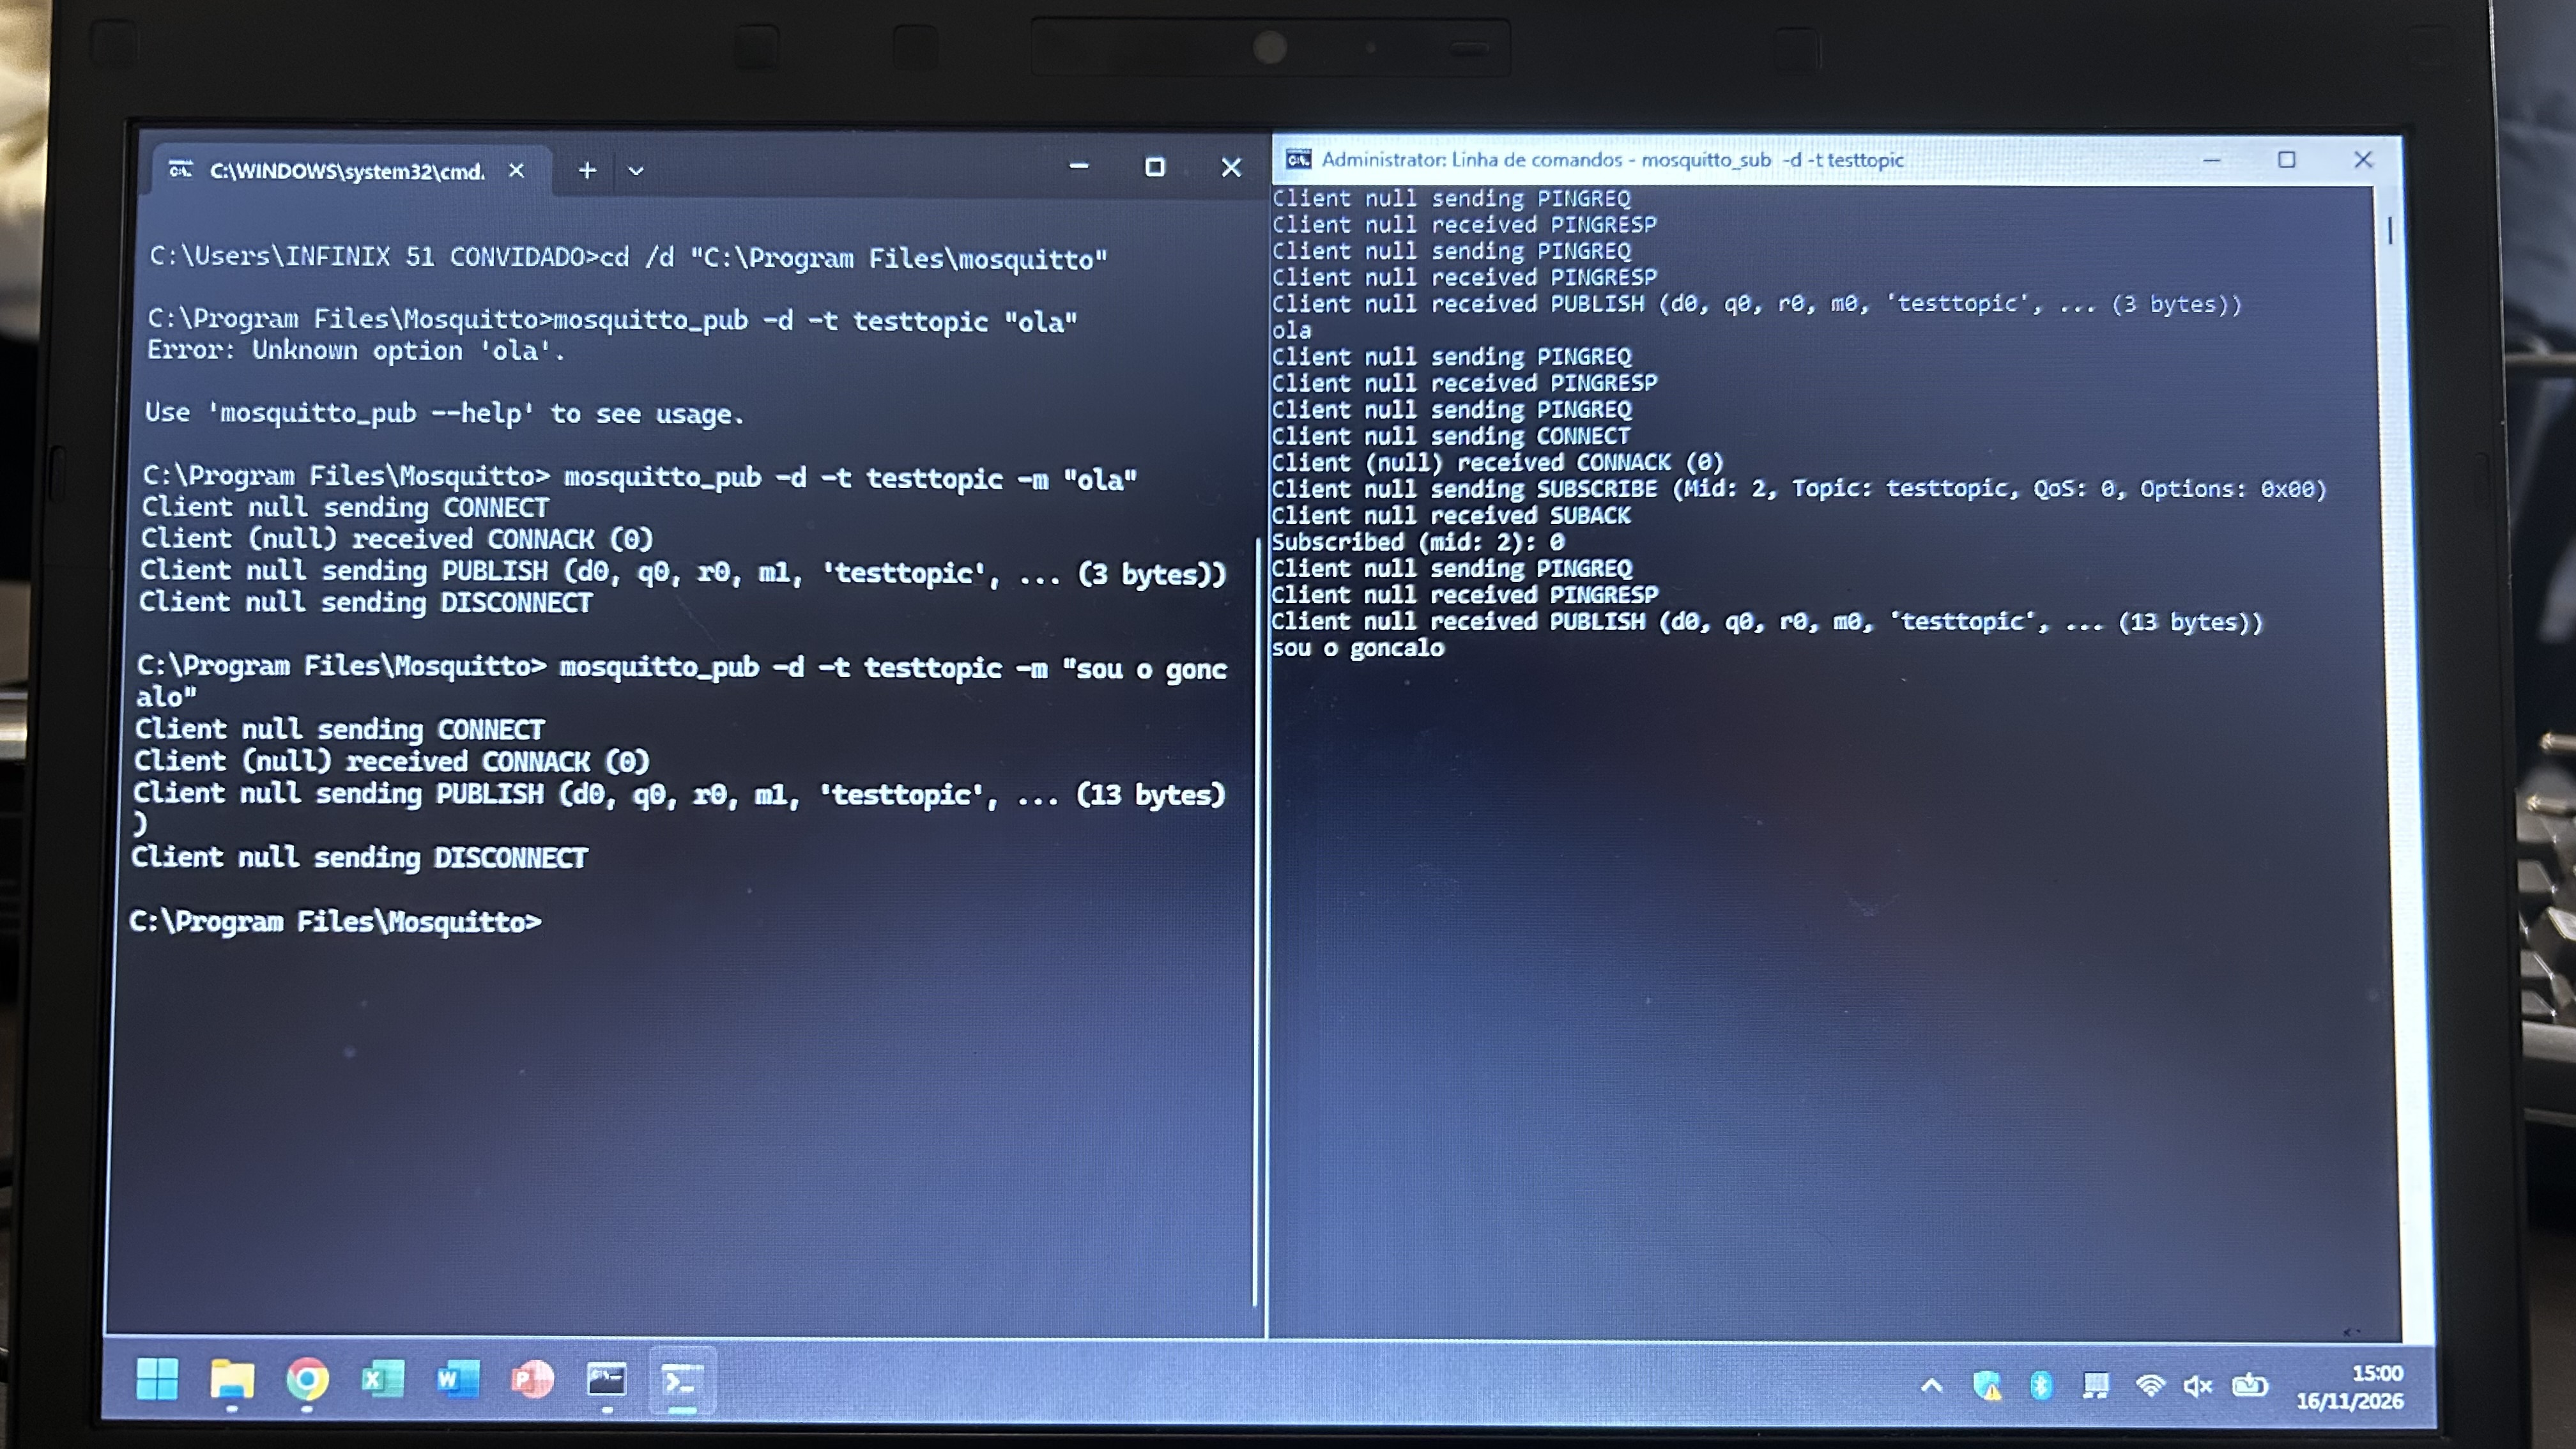 C:\WINDOWS\system32\cmd.
C:\Users\INFINIX 51 CONVIDADO>cd /d "C:\Program Files\mosquitto"
C:\Program Files\Mosquitto>mosquitto_pub -d -t testtopic "ola"
Error: Unknown option 'ola'.
Use 'mosquitto_pub --help' to see usage.
C:\Program Files\Mosquitto> mosquitto_pub -d -t testtopic -m "ola"
Client null sending CONNECT
Client (null) received CONNACK (0)
Client null sending PUBLISH (d0, q0, r0, m1, 'testtopic', ... (3 bytes))
Client null sending DISCONNECT
C:\Program Files\Mosquitto> mosquitto_pub -d -t testtopic -m "sou o gonc
alo"
Client null sending CONNECT
Client (null) received CONNACK (0)
Client null sending PUBLISH (d0, q0, r0, m1, 'testtopic', ... (13 bytes)
)
Client null sending DISCONNECT
C:\Program Files\Mosquitto>
Administrator: Linha de comandos - mosquitto_sub -d -t testtopic
Client null sending PINGREQ
Client null received PINGRESP
Client null sending PINGREQ
Client null received PINGRESP
Client null received PUBLISH (d0, q0, r0, m0, 'testtopic', ... (3 bytes))
ola
Client null sending PINGREQ
Client null received PINGRESP
Client null sending PINGREQ
Client null sending CONNECT
Client (null) received CONNACK (0)
Client null sending SUBSCRIBE (Mid: 2, Topic: testtopic, QoS: 0, Options: 0x00)
Client null received SUBACK
Subscribed (mid: 2): 0
Client null sending PINGREQ
Client null received PINGRESP
Client null received PUBLISH (d0, q0, r0, m0, 'testtopic', ... (13 bytes))
sou o goncalo
15:00
16/11/2026